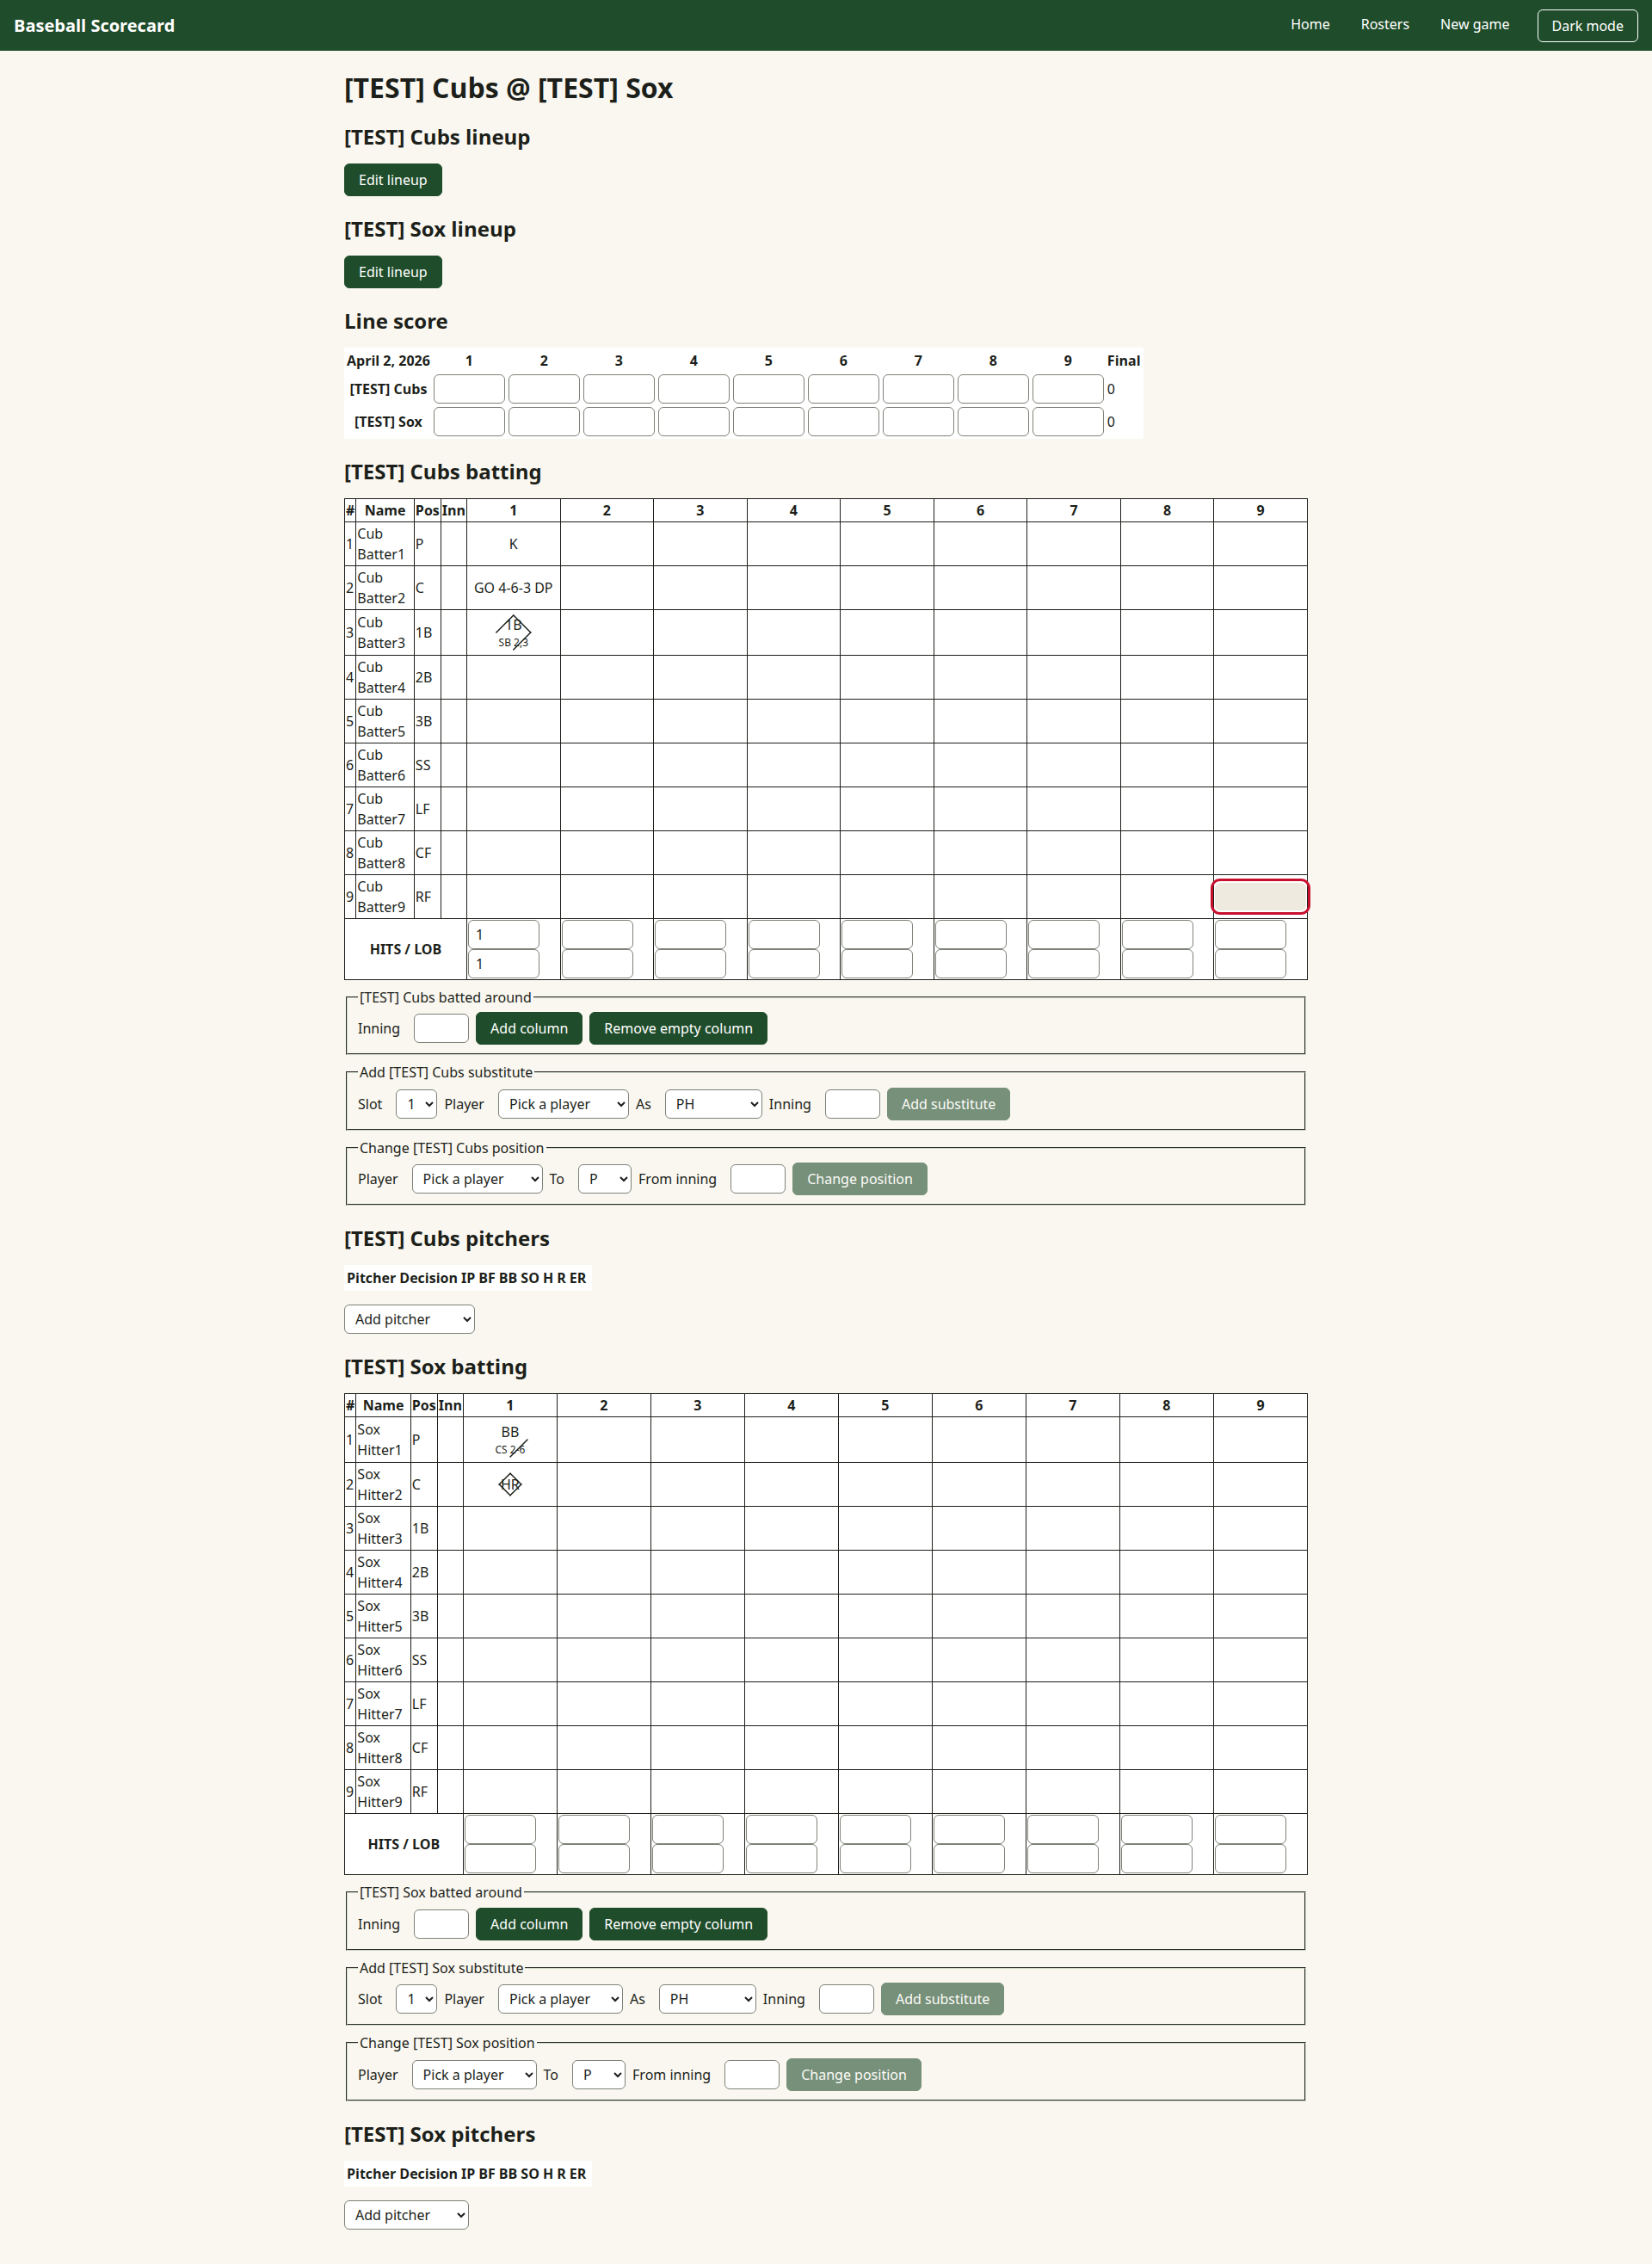 Baseball Scorecard Home Rosters New game Dark mode
[TEST] Cubs @ [TEST] Sox
[TEST] Cubs lineup
Edit lineup
[TEST] Sox lineup
Edit lineup
Line score
April 2, 2026 1 2 3 4 5 6 7 8 9 Final
[TEST] Cubs 0
[TEST] Sox 0
[TEST] Cubs batting
# Name Pos Inn 1 2 3 4 5 6 7 8 9
1 Cub Batter1 P K
2 Cub Batter2 C GO 4-6-3 DP
3 Cub Batter3 1B 1B
SB 2,3
4 Cub Batter4 2B
5 Cub Batter5 3B
6 Cub Batter6 SS
7 Cub Batter7 LF
8 Cub Batter8 CF
9 Cub Batter9 RF
HITS / LOB 1
1
[TEST] Cubs batted around
Inning Add column Remove empty column
Add [TEST] Cubs substitute
Slot 1 Player Pick a player As PH Inning Add substitute
Change [TEST] Cubs position
Player Pick a player To P From inning Change position
[TEST] Cubs pitchers
Pitcher Decision IP BF BB SO H R ER
Add pitcher
[TEST] Sox batting
# Name Pos Inn 1 2 3 4 5 6 7 8 9
1 Sox Hitter1 P BB
CS 2-6
2 Sox Hitter2 C HR
3 Sox Hitter3 1B
4 Sox Hitter4 2B
5 Sox Hitter5 3B
6 Sox Hitter6 SS
7 Sox Hitter7 LF
8 Sox Hitter8 CF
9 Sox Hitter9 RF
HITS / LOB
[TEST] Sox batted around
Inning Add column Remove empty column
Add [TEST] Sox substitute
Slot 1 Player Pick a player As PH Inning Add substitute
Change [TEST] Sox position
Player Pick a player To P From inning Change position
[TEST] Sox pitchers
Pitcher Decision IP BF BB SO H R ER
Add pitcher